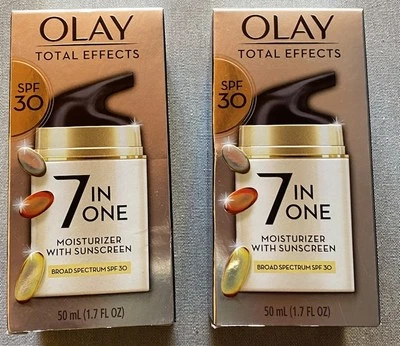 OLAY
TOTAL EFFECTS
SPF
30
7 IN
ONE
MOISTURIZER
WITH SUNSCREEN
BROAD SPECTRUM SPF 30
50 mL (1.7 FL OZ)
OLAY
TOTAL EFFECTS
SPF
30
7 IN
ONE
MOISTURIZER
WITH SUNSCREEN
BROAD SPECTRUM SPF 30
50 mL (1.7 FL OZ)